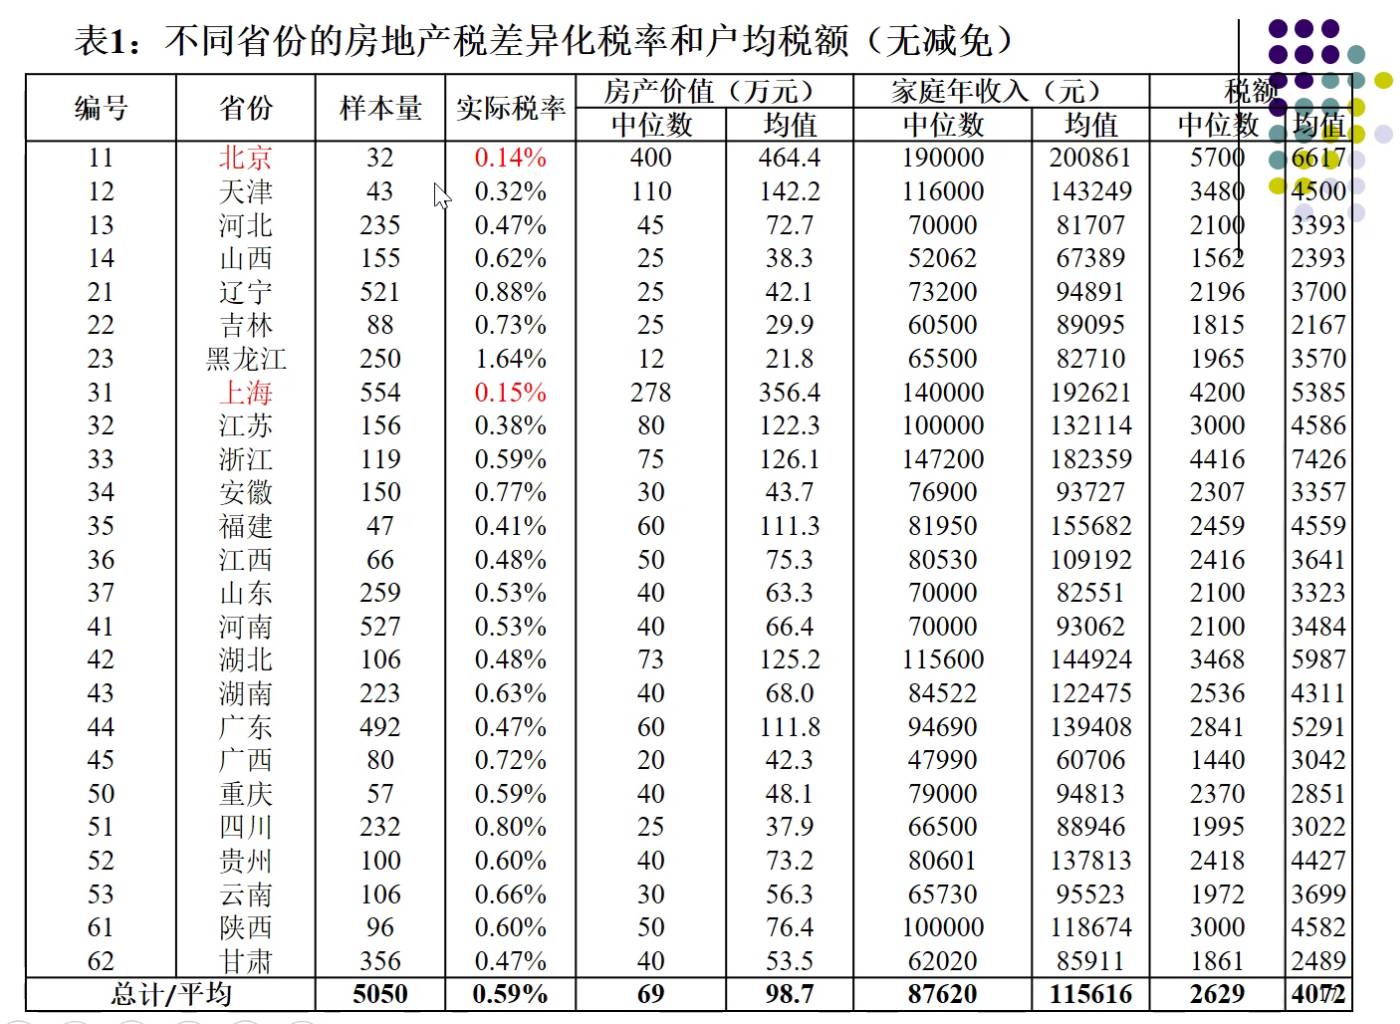 表1：不同省份的房地产税差异化税率和户均税额（无减免）
编号 省份 样本量 实际税率 房产价值（万元） 家庭年收入（元） 税额
中位数 均值 中位数 均值 中位数 均值
11 北京 32 0.14% 400 464.4 190000 200861 5700 6617
12 天津 43 0.32% 110 142.2 116000 143249 3480 4500
13 河北 235 0.47% 45 72.7 70000 81707 2100 3393
14 山西 155 0.62% 25 38.3 52062 67389 1562 2393
21 辽宁 521 0.88% 25 42.1 73200 94891 2196 3700
22 吉林 88 0.73% 25 29.9 60500 89095 1815 2167
23 黑龙江 250 1.64% 12 21.8 65500 82710 1965 3570
31 上海 554 0.15% 278 356.4 140000 192621 4200 5385
32 江苏 156 0.38% 80 122.3 100000 132114 3000 4586
33 浙江 119 0.59% 75 126.1 147200 182359 4416 7426
34 安徽 150 0.77% 30 43.7 76900 93727 2307 3357
35 福建 47 0.41% 60 111.3 81950 155682 2459 4559
36 江西 66 0.48% 50 75.3 80530 109192 2416 3641
37 山东 259 0.53% 40 63.3 70000 82551 2100 3323
41 河南 527 0.53% 40 66.4 70000 93062 2100 3484
42 湖北 106 0.48% 73 125.2 115600 144924 3468 5987
43 湖南 223 0.63% 40 68.0 84522 122475 2536 4311
44 广东 492 0.47% 60 111.8 94690 139408 2841 5291
45 广西 80 0.72% 20 42.3 47990 60706 1440 3042
50 重庆 57 0.59% 40 48.1 79000 94813 2370 2851
51 四川 232 0.80% 25 37.9 66500 88946 1995 3022
52 贵州 100 0.60% 40 73.2 80601 137813 2418 4427
53 云南 106 0.66% 30 56.3 65730 95523 1972 3699
61 陕西 96 0.60% 50 76.4 100000 118674 3000 4582
62 甘肃 356 0.47% 40 53.5 62020 85911 1861 2489
总计/平均 5050 0.59% 69 98.7 87620 115616 2629 4072